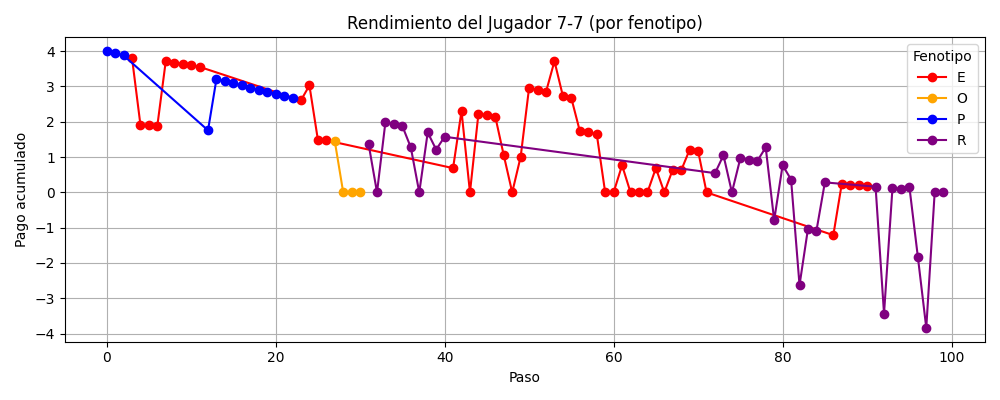 Rendimiento del Jugador 7-7 (por fenotipo)
Pago acumulado
4
3
2
1
0
−1
−2
−3
−4
Fenotipo
E
O
P
R
0 20 40 60 80 100
Paso